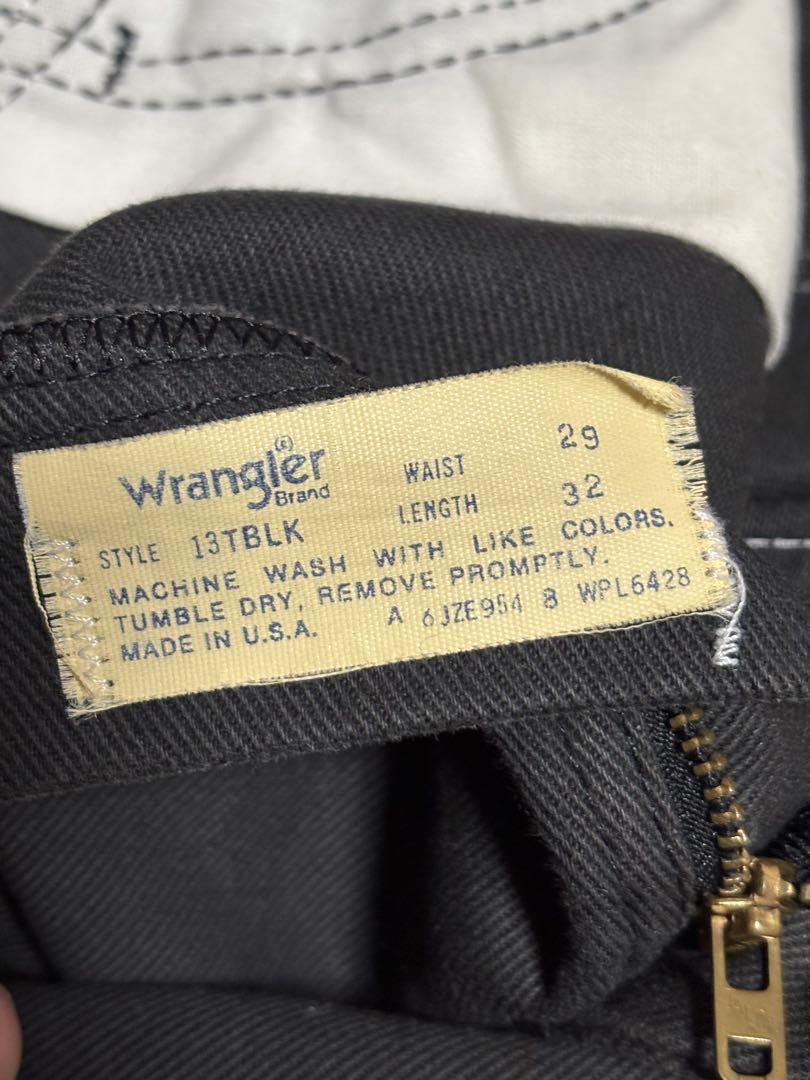 Wrangler®
Brand
WAIST 29
LENGTH 32
STYLE 13TBLK
MACHINE WASH WITH LIKE COLORS.
TUMBLE DRY, REMOVE PROMPTLY.
MADE IN U.S.A. A 6JZE954 8 WPL6428